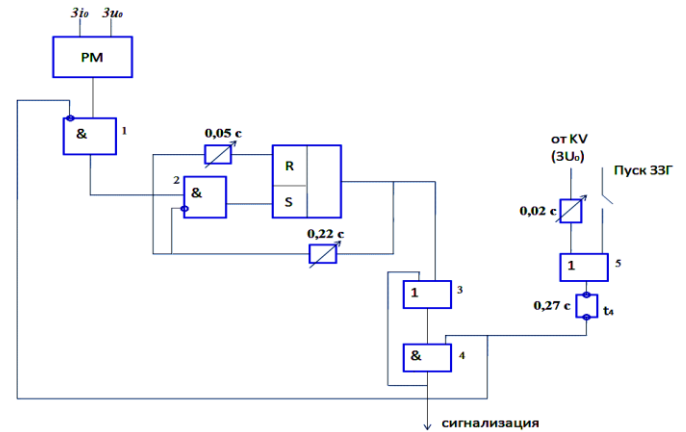 3i₀ 3u₀
РМ
& 1
0,05 с
R
2
&
S
0,22 с
от KV
(3U₀)
Пуск ЗЗГ
0,02 с
1 5
0,27 с t₄
1 3
& 4
сигнализация